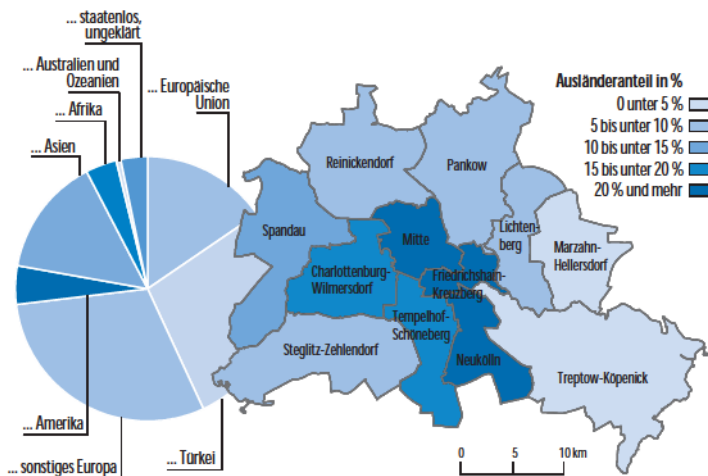 ... staatenlos,
ungeklärt
... Australien und
Ozeanien
... Afrika
... Asien
... Europäische
Union
... Amerika
... sonstiges Europa
... Türkei
Reinickendorf
Pankow
Spandau
Mitte
Lichten-
berg
Marzahn-
Hellersdorf
Charlottenburg-
Wilmersdorf
Friedrichshain-
Kreuzberg
Tempelhof-
Schöneberg
Steglitz-Zehlendorf
Neukölln
Treptow-Köpenick
Ausländeranteil in %
0 unter 5 %
5 bis unter 10 %
10 bis unter 15 %
15 bis unter 20 %
20 % und mehr
0 5 10 km